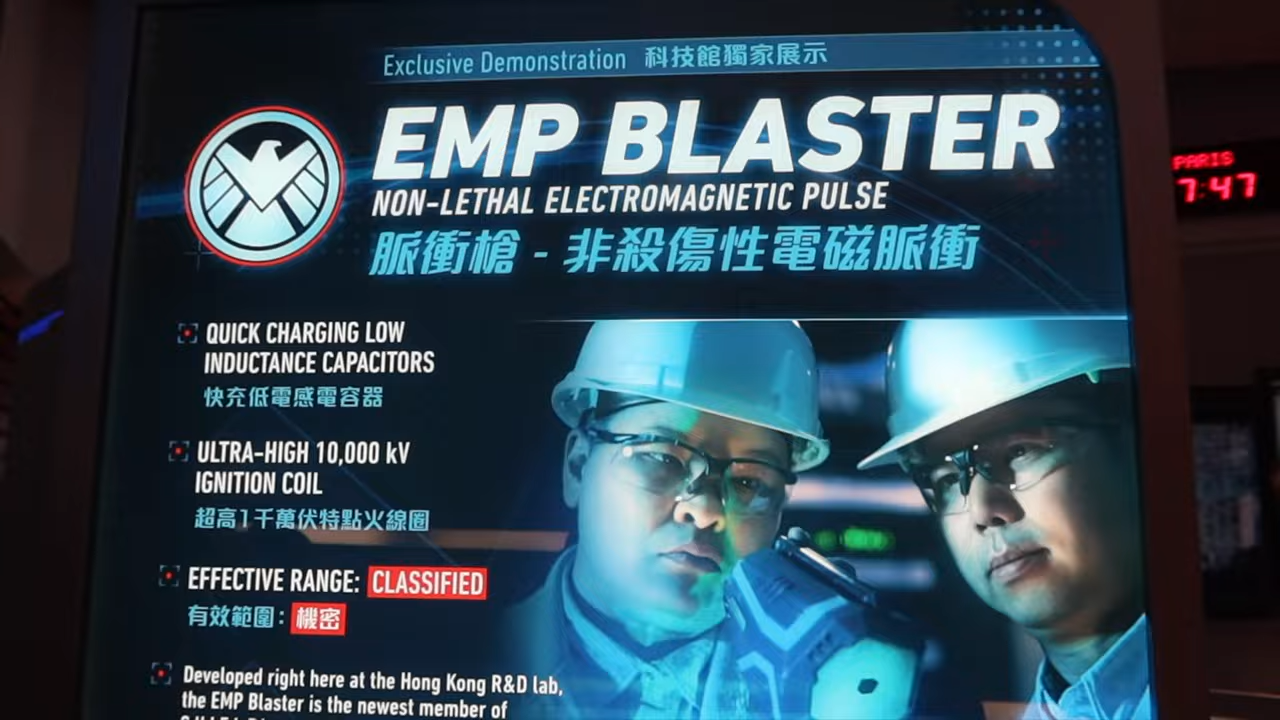 Exclusive Demonstration 科技館獨家展示
EMP BLASTER
NON-LETHAL ELECTROMAGNETIC PULSE
脈衝槍 - 非殺傷性電磁脈衝
QUICK CHARGING LOW
INDUCTANCE CAPACITORS
快充低電感電容器
ULTRA-HIGH 10,000 kV
IGNITION COIL
超高1千萬伏特點火線圈
EFFECTIVE RANGE: CLASSIFIED
有效範圍: 機密
Developed right here at the Hong Kong R&D lab,
the EMP Blaster is the newest member of
PARIS
7:47